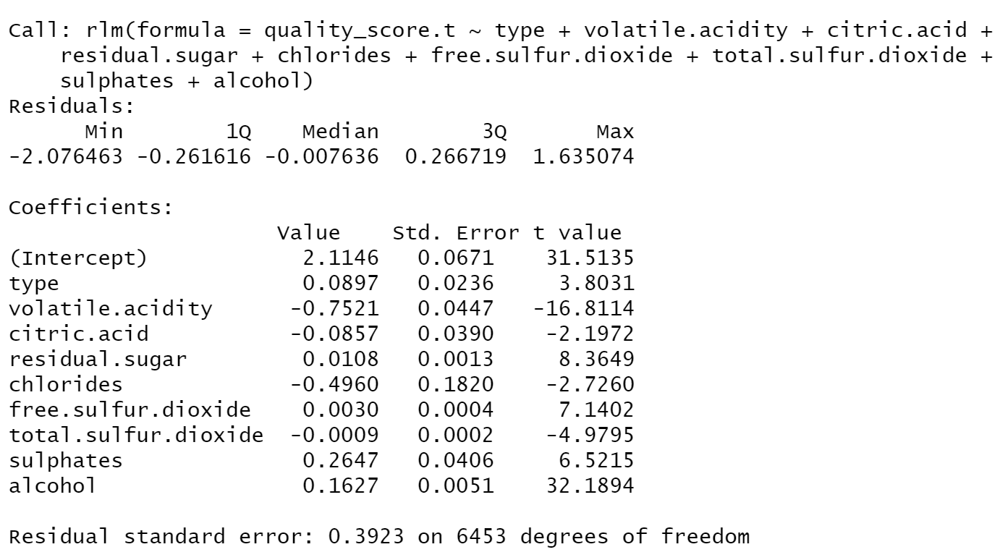 Call: rlm(formula = quality_score.t ~ type + volatile.acidity + citric.acid +
    residual.sugar + chlorides + free.sulfur.dioxide + total.sulfur.dioxide +
    sulphates + alcohol)
Residuals:
      Min        1Q    Median        3Q       Max
-2.076463 -0.261616 -0.007636  0.266719  1.635074

Coefficients:
                     Value    Std. Error t value
(Intercept)            2.1146   0.0671    31.5135
type                   0.0897   0.0236     3.8031
volatile.acidity      -0.7521   0.0447   -16.8114
citric.acid           -0.0857   0.0390    -2.1972
residual.sugar         0.0108   0.0013     8.3649
chlorides             -0.4960   0.1820    -2.7260
free.sulfur.dioxide    0.0030   0.0004     7.1402
total.sulfur.dioxide  -0.0009   0.0002    -4.9795
sulphates              0.2647   0.0406     6.5215
alcohol                0.1627   0.0051    32.1894

Residual standard error: 0.3923 on 6453 degrees of freedom